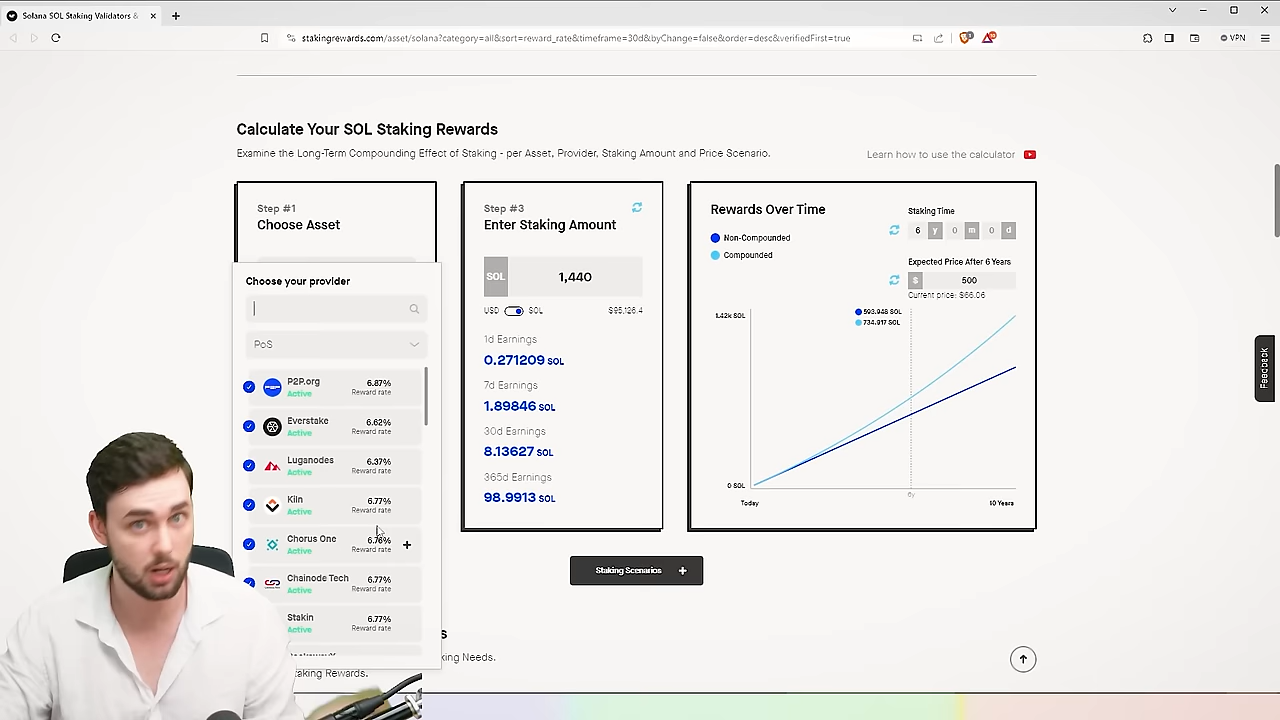 Solana SOL Staking Validators &
stakingrewards.com/asset/solana?category=all&sort=reward_rate&timeframe=30d&byChange=false&order=desc&verifiedFirst=true
VPN
Calculate Your SOL Staking Rewards
Examine the Long-Term Compounding Effect of Staking - per Asset, Provider, Staking Amount and Price Scenario.
Learn how to use the calculator
Step #1
Choose Asset
Choose your provider
PoS
P2P.org
Active
6.87%
Reward rate
Everstake
Active
6.62%
Reward rate
Luganodes
Active
6.37%
Reward rate
Kiln
Active
6.77%
Reward rate
Chorus One
Active
6.76%
Reward rate
Chainode Tech
Active
6.77%
Reward rate
Stakin
Active
6.77%
Reward rate
Step #3
Enter Staking Amount
SOL
1,440
USD
SOL
$95,126.4
1d Earnings
0.271209 SOL
7d Earnings
1.89846 SOL
30d Earnings
8.13627 SOL
365d Earnings
98.9913 SOL
Rewards Over Time
Non-Compounded
Compounded
Staking Time
6 y 0 m 0 d
Expected Price After 6 Years
$ 500
Current price: $66.06
1.42k SOL
593.948 SOL
734.917 SOL
0 SOL
6y
Today
10 Years
Staking Scenarios +
s
king Needs.
taking Rewards.
Feedback